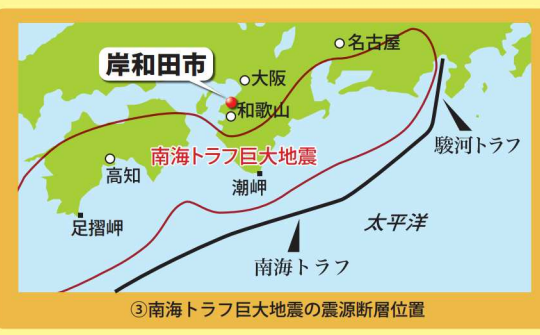 名古屋
岸和田市
大阪
和歌山
駿河トラフ
南海トラフ巨大地震
高知
潮岬
足摺岬
太平洋
南海トラフ
③南海トラフ巨大地震の震源断層位置